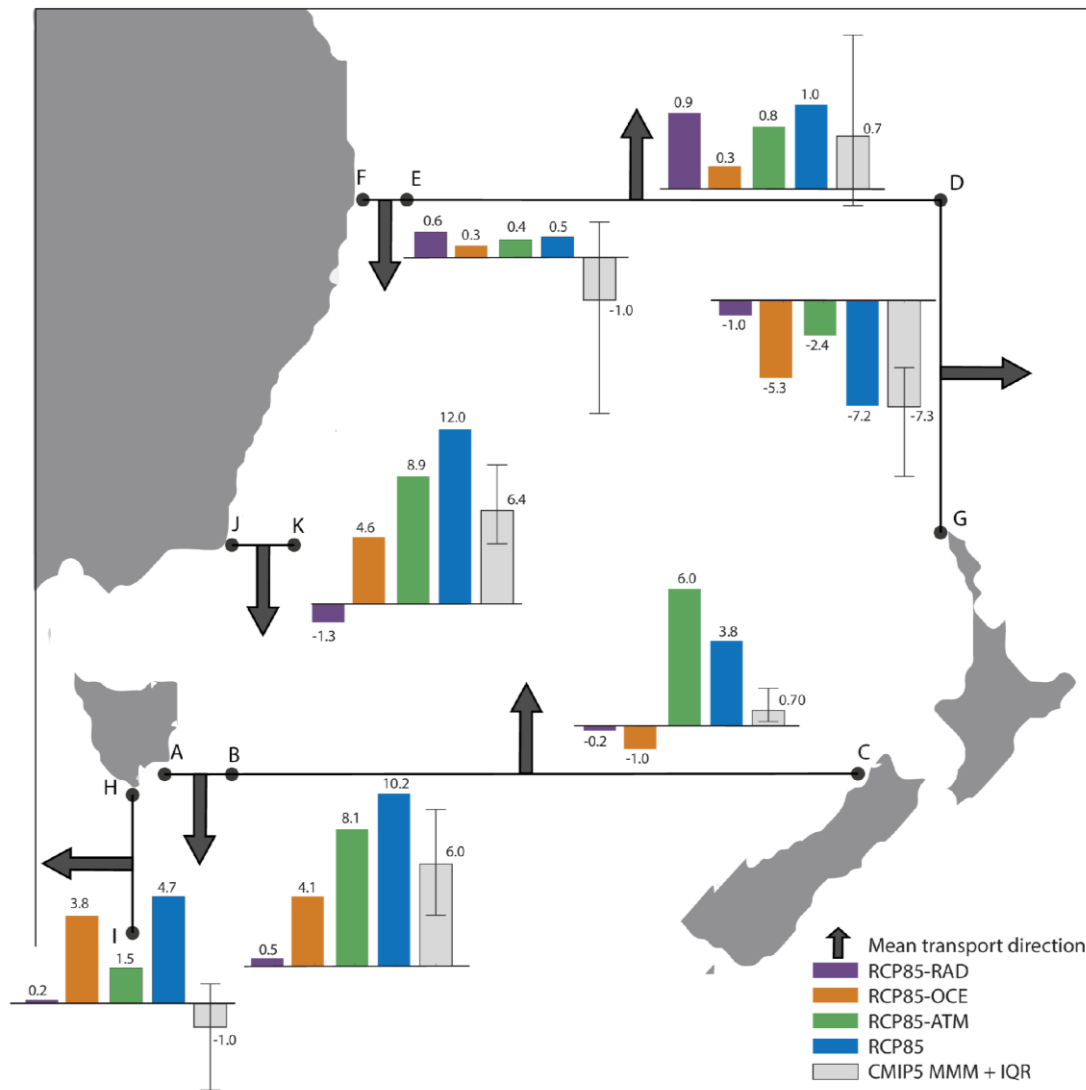 1.0
0.9
0.8
0.7
0.3
F
E
D
0.6
0.3
0.4
0.5
-1.0
-1.0
-5.3
-2.4
-7.2
-7.3
12.0
8.9
6.4
4.6
-1.3
J
K
G
6.0
3.8
0.70
-0.2
-1.0
A
B
C
H
I
10.2
8.1
6.0
4.1
0.5
4.7
3.8
1.5
0.2
-1.0
Mean transport direction
RCP85-RAD
RCP85-OCE
RCP85-ATM
RCP85
CMIP5 MMM + IQR